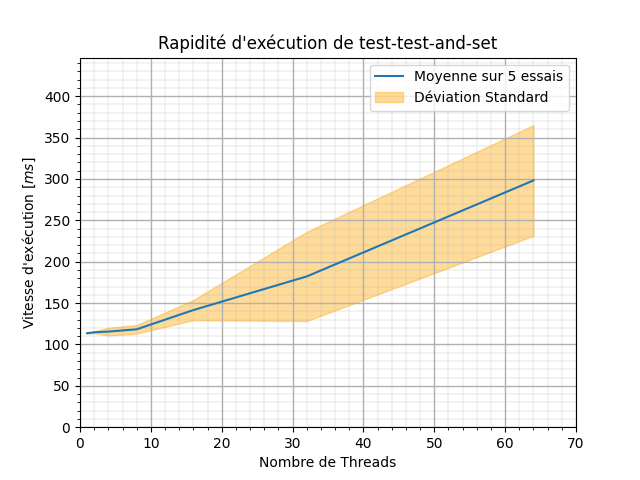 Rapidité d'exécution de test-test-and-set
Moyenne sur 5 essais
Déviation Standard
Vitesse d'exécution [ms]
400
350
300
250
200
150
100
50
0
0 10 20 30 40 50 60 70
Nombre de Threads